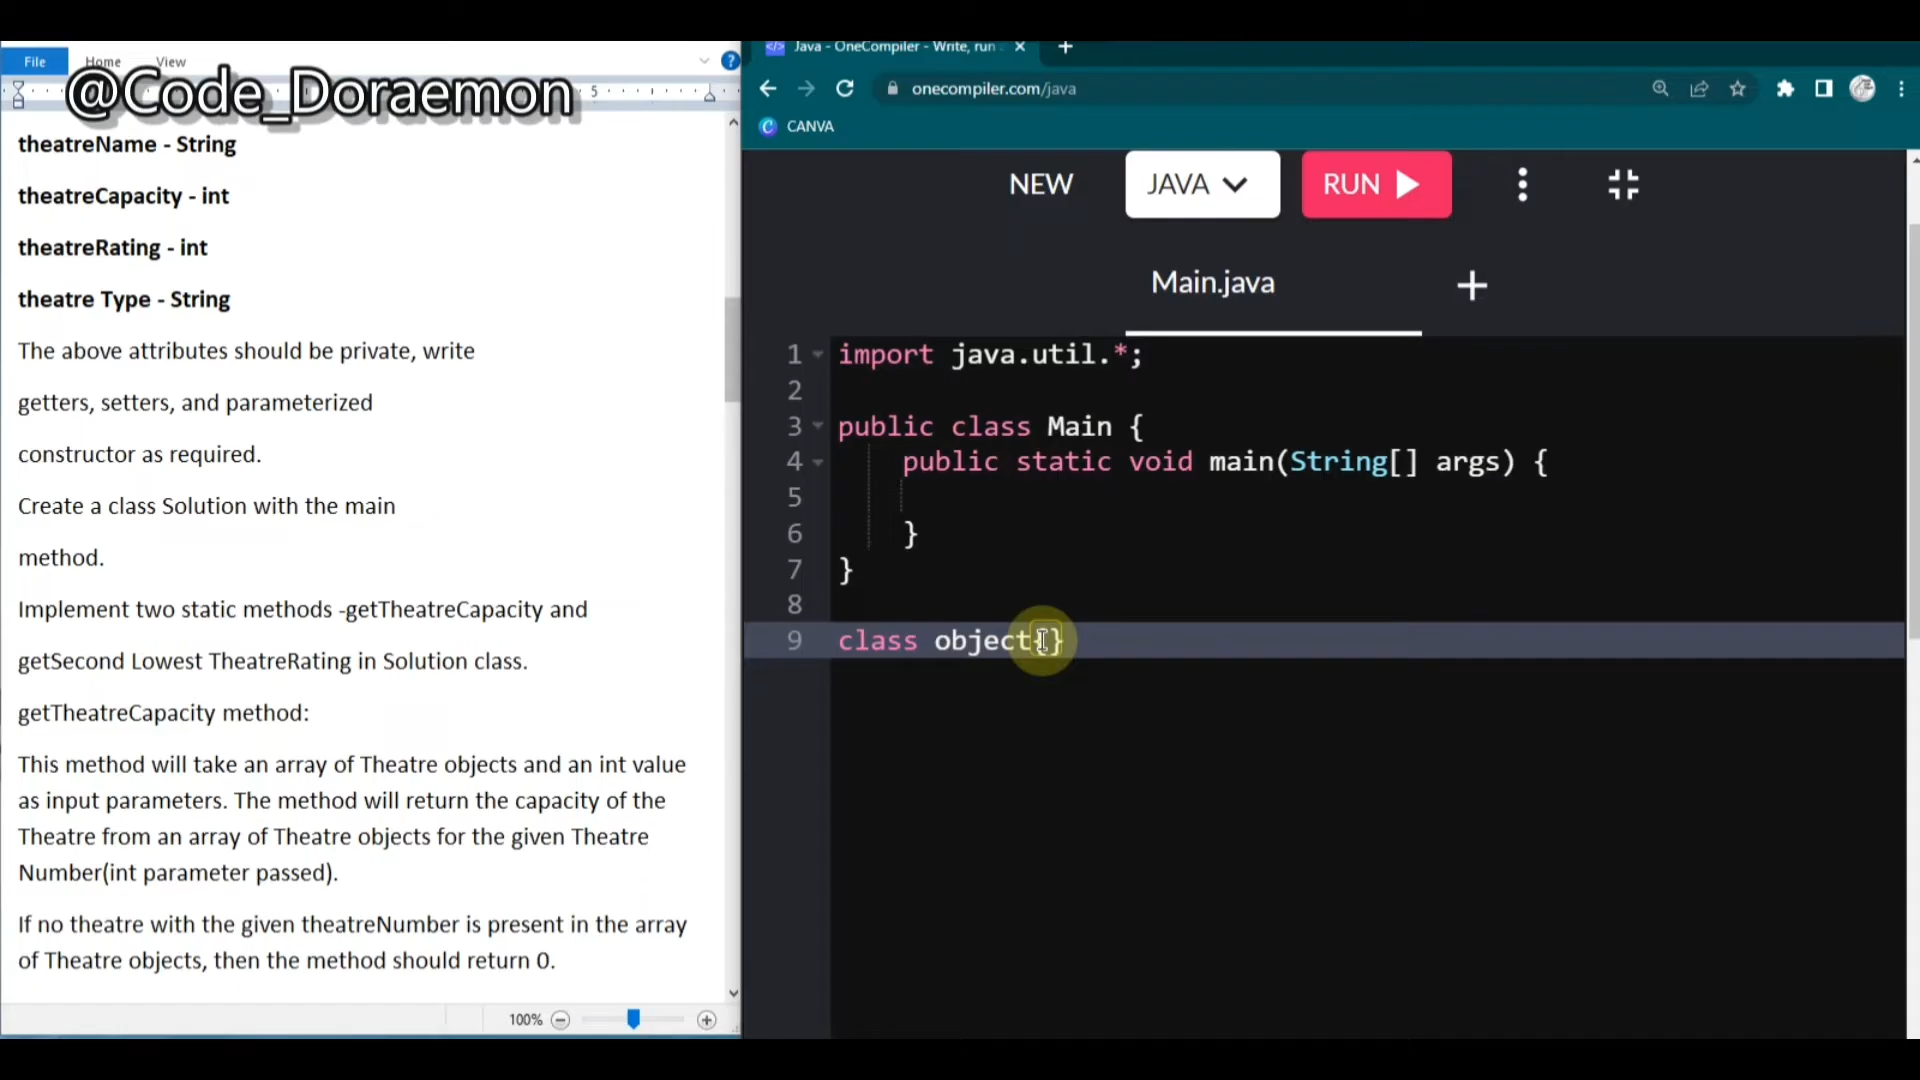 File
Home
View
@Code_Doraemon
5
theatreName - String
theatreCapacity - int
theatreRating - int
theatre Type - String
The above attributes should be private, write
getters, setters, and parameterized
constructor as required.
Create a class Solution with the main
method.
Implement two static methods -getTheatreCapacity and
getSecond Lowest TheatreRating in Solution class.
getTheatreCapacity method:
This method will take an array of Theatre objects and an int value
as input parameters. The method will return the capacity of the
Theatre from an array of Theatre objects for the given Theatre
Number(int parameter passed).
If no theatre with the given theatreNumber is present in the array
of Theatre objects, then the method should return 0.
100%
Java - OneCompiler - Write, run
onecompiler.com/java
CANVA
NEW
JAVA
RUN
Main.java
1 import java.util.*;
2
3 public class Main {
4 public static void main(String[] args) {
5
6 }
7 }
8
9 class object{}